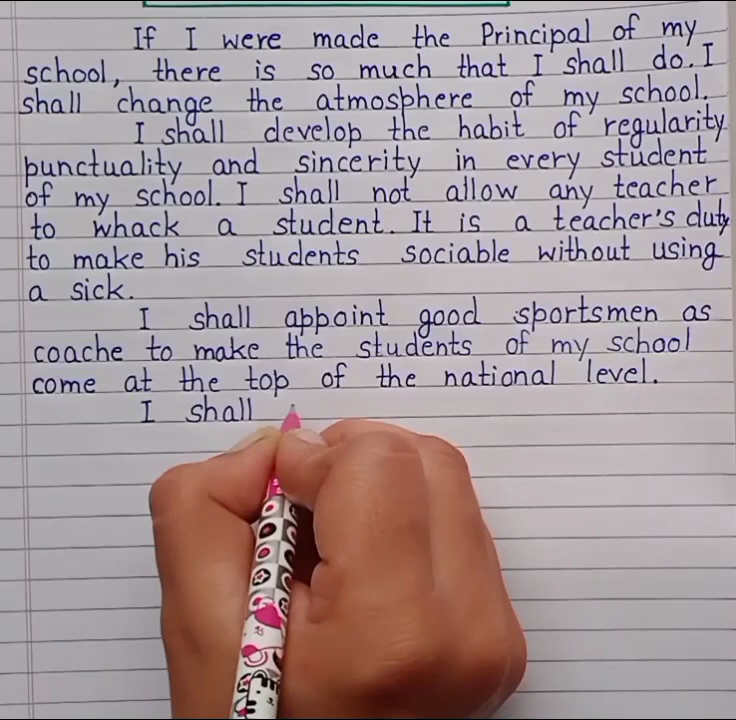 If I were made the Principal of my
school, there is so much that I shall do. I
shall change the atmosphere of my school.
I shall develop the habit of regularity
punctuality and sincerity in every student
of my school. I shall not allow any teacher
to whack a student. It is a teacher's duty
to make his students sociable without using
a sick.
I shall appoint good sportsmen as
coache to make the students of my school
come at the top of the national level.
I shall